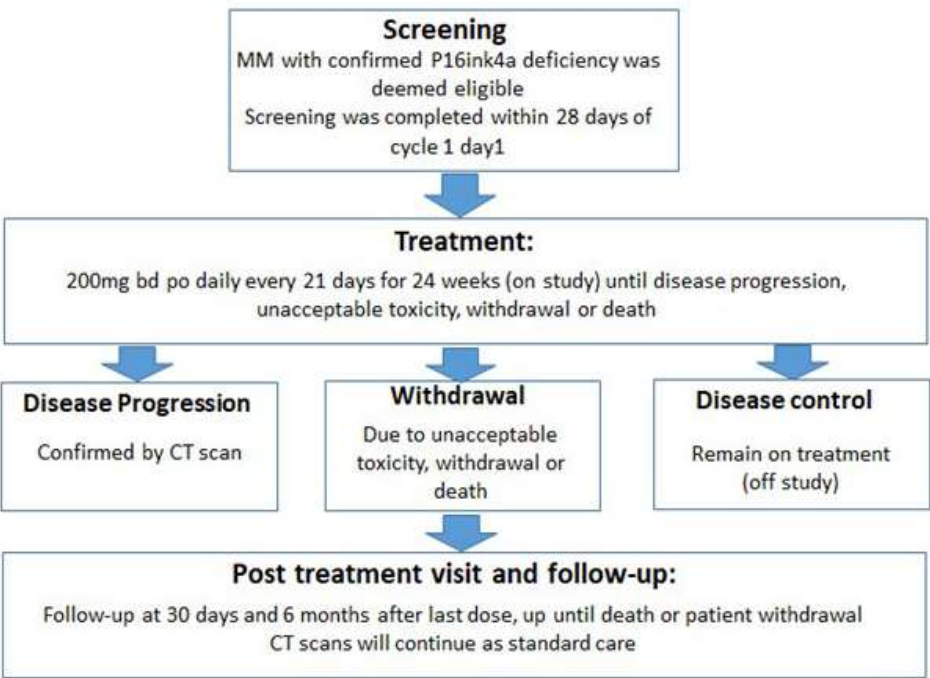 Screening
MM with confirmed P16ink4a deficiency was
deemed eligible
Screening was completed within 28 days of
cycle 1 day1
Treatment:
200mg bd po daily every 21 days for 24 weeks (on study) until disease progression,
unacceptable toxicity, withdrawal or death
Disease Progression
Confirmed by CT scan
Withdrawal
Due to unacceptable
toxicity, withdrawal or
death
Disease control
Remain on treatment
(off study)
Post treatment visit and follow-up:
Follow-up at 30 days and 6 months after last dose, up until death or patient withdrawal
CT scans will continue as standard care